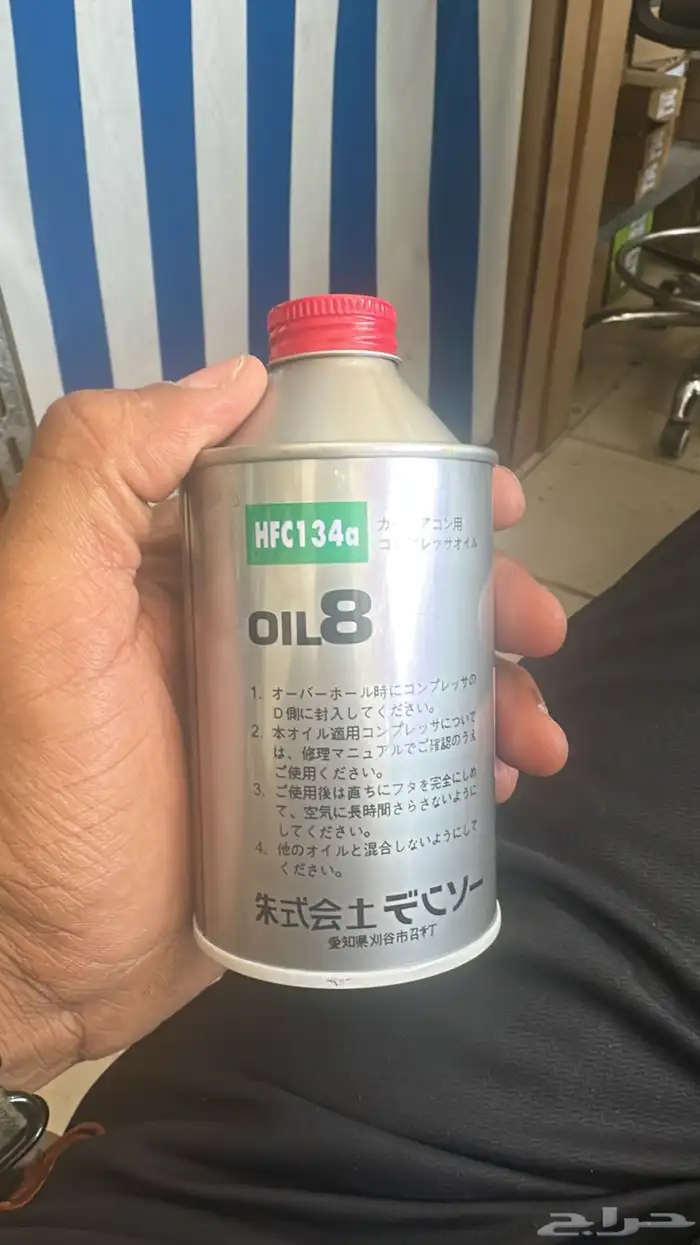 HFC134a
カーエアコン用
コンプレッサオイル
OIL8
1. オーバーホール時にコンプレッサの
D側に封入してください。
2. 本オイル適用コンプレッサについて
は、修理マニュアルでご確認のうえ
ご使用ください。
3. ご使用後は直ちにフタを完全にしめ
て、空気に長時間さらさないように
してください。
4. 他のオイルと混合しないようにして
ください。
株式会士デンソー
愛知県刈谷市
حراج